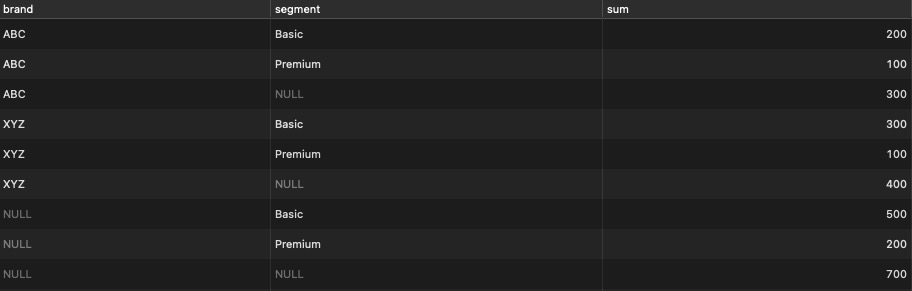 brand segment sum
ABC Basic 200
ABC Premium 100
ABC NULL 300
XYZ Basic 300
XYZ Premium 100
XYZ NULL 400
NULL Basic 500
NULL Premium 200
NULL NULL 700